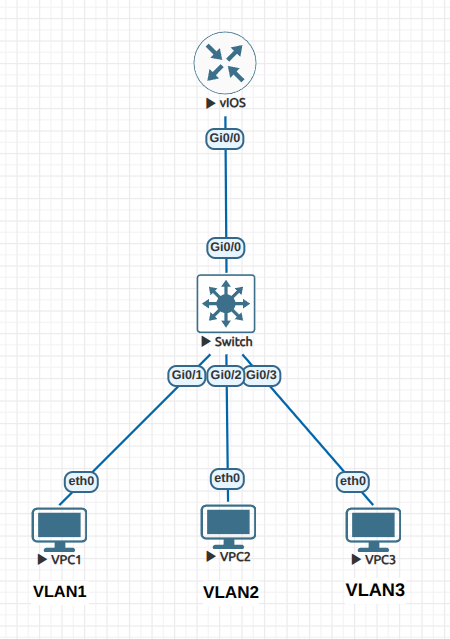 vIOS
Gi0/0
Gi0/0
Switch
Gi0/1 Gi0/2 Gi0/3
eth0 eth0 eth0
VPC1 VPC2 VPC3
VLAN1 VLAN2 VLAN3